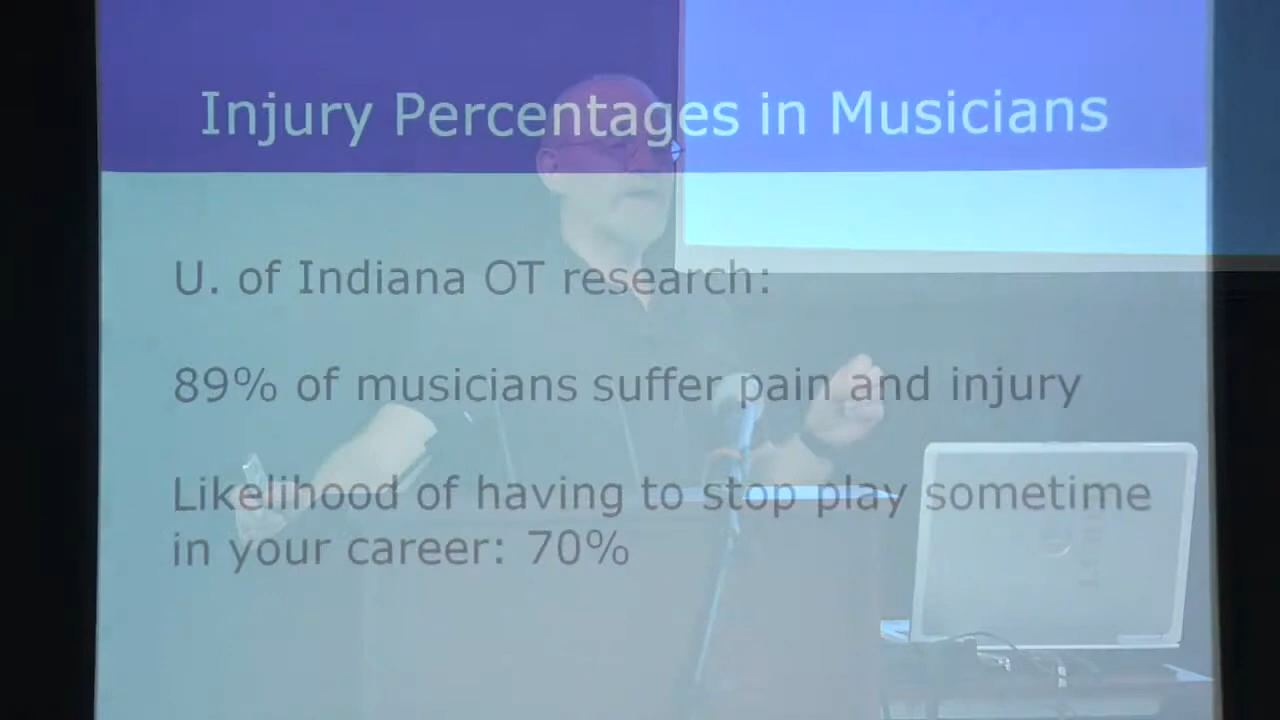 Injury Percentages in Musicians
U. of Indiana OT research:
89% of musicians suffer pain and injury
Likelihood of having to stop play sometime
in your career: 70%